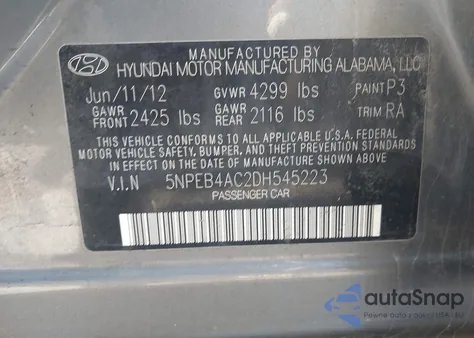 MANUFACTURED BY
HYUNDAI MOTOR MANUFACTURING ALABAMA, LLC
Jun/11/12 GVWR 4299 lbs PAINT P3
GAWR FRONT 2425 lbs GAWR REAR 2116 lbs TRIM RA
THIS VEHICLE CONFORMS TO ALL APPLICABLE U.S.A. FEDERAL
MOTOR VEHICLE SAFETY, BUMPER, AND THEFT PREVENTION STANDARDS
IN EFFECT ON THE DATE OF MANUFACTURE SHOWN ABOVE.
V.I.N 5NPEB4AC2DH545223
PASSENGER CAR
autoSnap